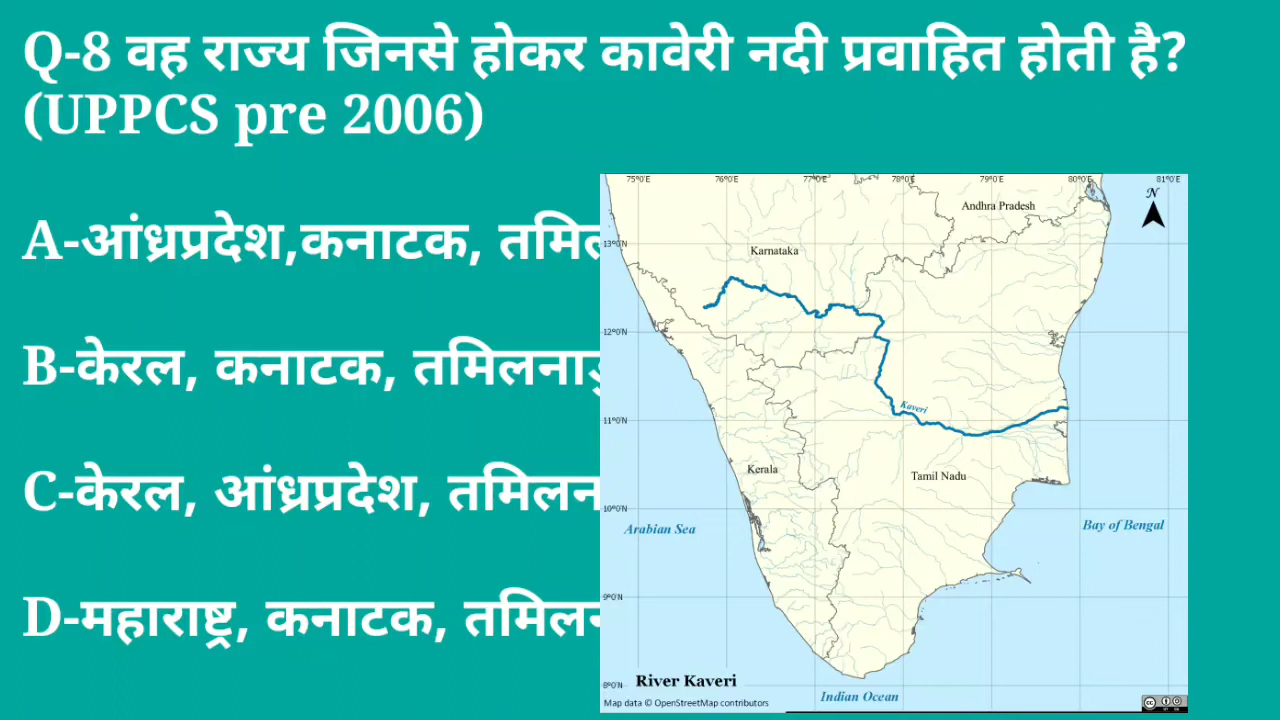 Q-8 वह राज्य जिनसे होकर कावेरी नदी प्रवाहित होती है?
(UPPCS pre 2006)
A-आंध्रप्रदेश,कनाटक, तमिल
B-केरल, कनाटक, तमिलनाडु
C-केरल, आंध्रप्रदेश, तमिलन
D-महाराष्ट्र, कनाटक, तमिलन
75°0'E 76°0'E 77°0'E 78°0'E 79°0'E 80°0'E 81°0'E
N
Andhra Pradesh
13°0'N
Karnataka
12°0'N
Kaveri
11°0'N
Kerala
Tamil Nadu
10°0'N
Arabian Sea
Bay of Bengal
9°0'N
8°0'N
River Kaveri
Indian Ocean
Map data © OpenStreetMap contributors